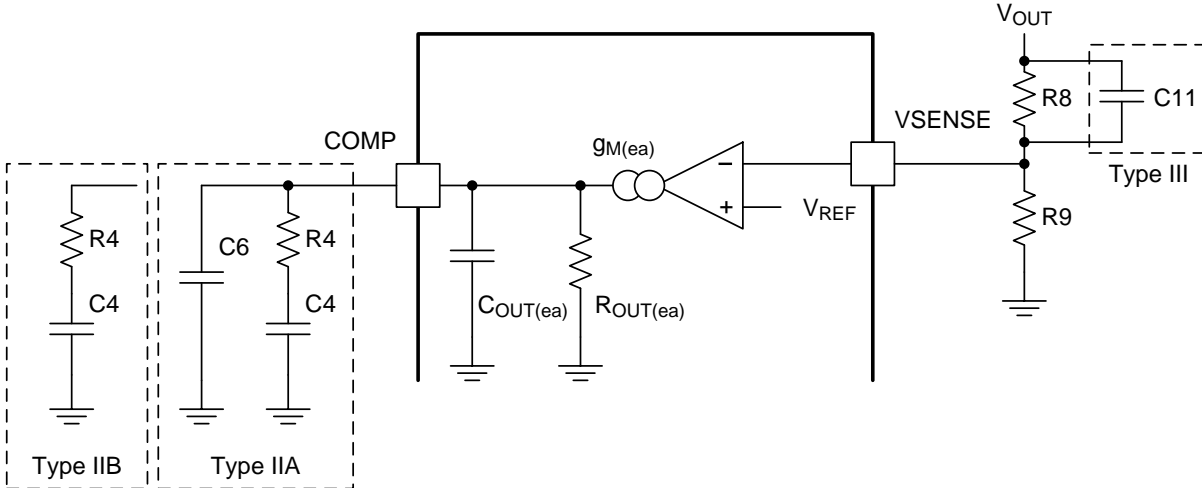 VOUT
R8
C11
Type III
VSENSE
R9
COMP
gM(ea)
−
+
VREF
COUT(ea)
ROUT(ea)
R4
C4
Type IIB
C6
R4
C4
Type IIA